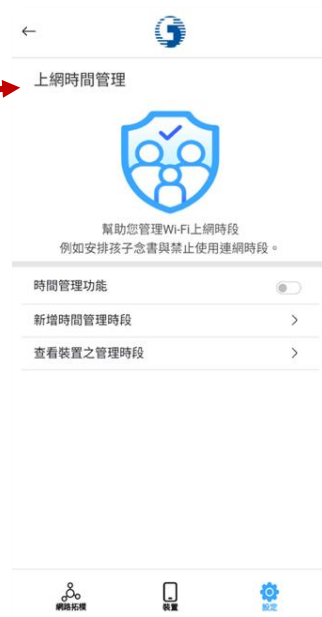 上網時間管理
幫助您管理Wi-Fi上網時段
例如安排孩子念書與禁止使用連網時段。
時間管理功能
新增時間管理時段
查看裝置之管理時段
網路拓樸
裝置
設定